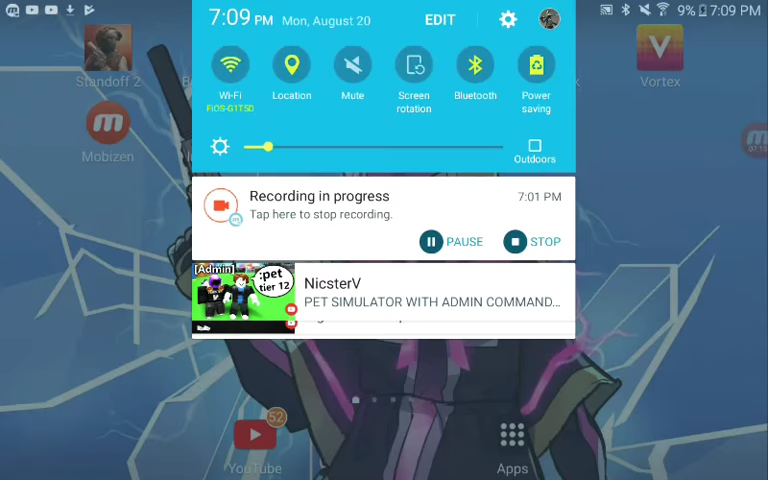 7:09 PM Mon, August 20 EDIT
9% 7:09 PM
Standoff 2
Vortex
Mobizen
Wi-Fi
FiOS-G1TSD
Location
Mute
Screen rotation
Bluetooth
Power saving
Outdoors
Recording in progress 7:01 PM
Tap here to stop recording.
PAUSE STOP
[Admin]
:pet
tier 12
NicsterV
PET SIMULATOR WITH ADMIN COMMAND...
52
YouTube
Apps